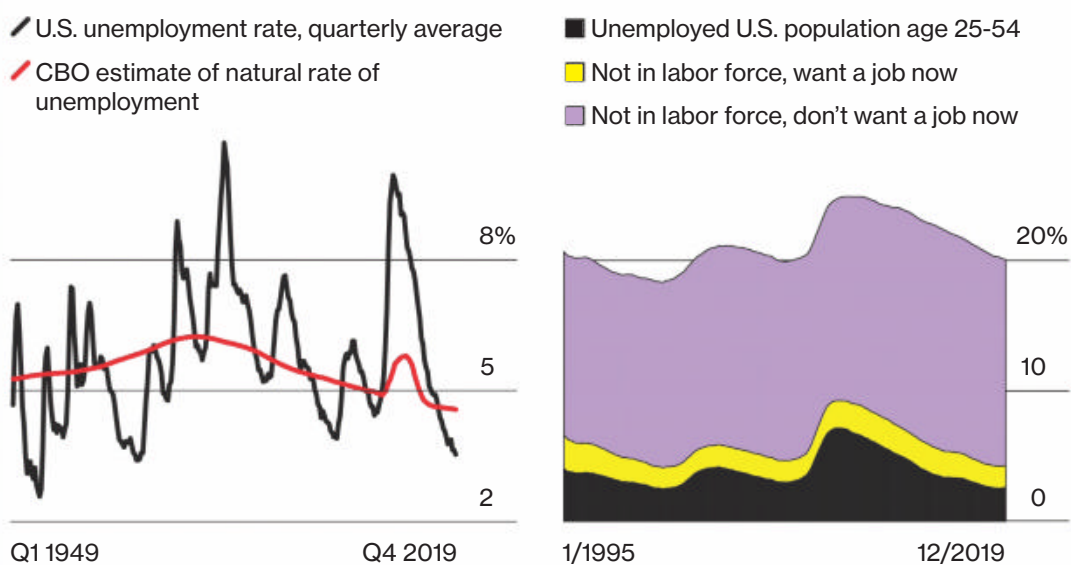 U.S. unemployment rate, quarterly average
CBO estimate of natural rate of
unemployment
8%
5
2
Q1 1949
Q4 2019
Unemployed U.S. population age 25-54
Not in labor force, want a job now
Not in labor force, don’t want a job now
20%
10
0
1/1995
12/2019